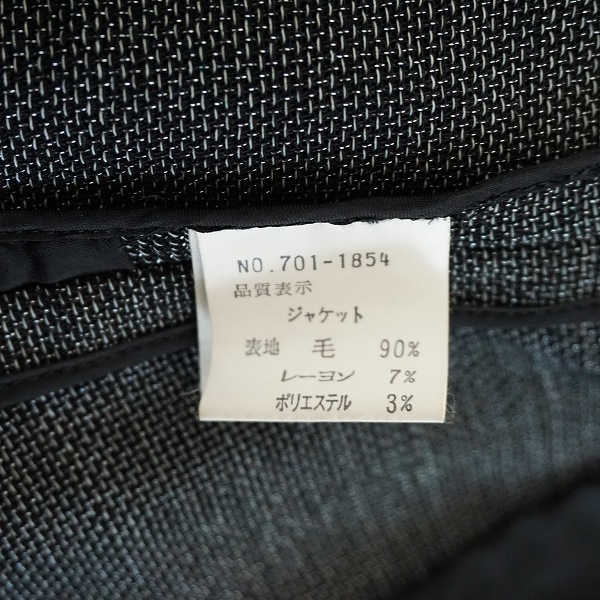 NO.701-1854
品質表示
ジャケット
表地 毛 90%
レーヨン 7%
ポリエステル 3%